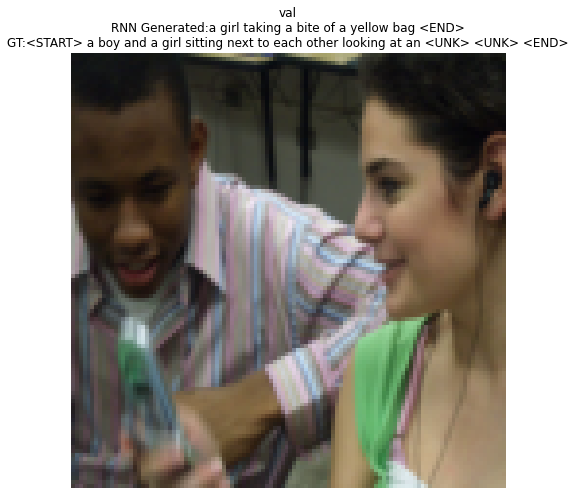 val
RNN Generated:a girl taking a bite of a yellow bag <END>
GT:<START> a boy and a girl sitting next to each other looking at an <UNK> <UNK> <END>